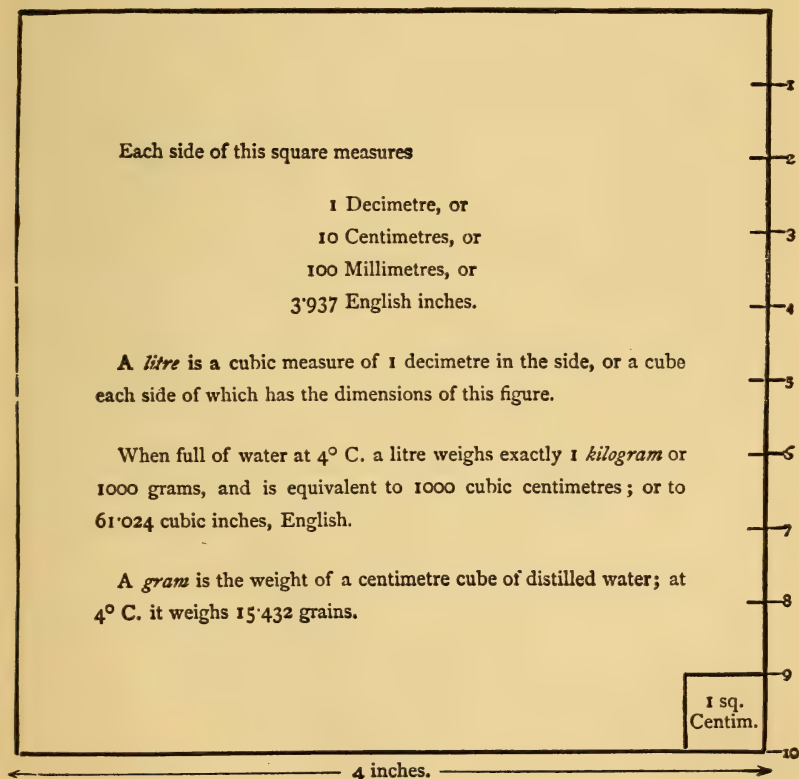 1
2
3
4
5
6
7
8
9
10
Each side of this square measures
1 Decimetre, or
10 Centimetres, or
100 Millimetres, or
3·937 English inches.
A litre is a cubic measure of 1 decimetre in the side, or a cube
each side of which has the dimensions of this figure.
When full of water at 4° C. a litre weighs exactly 1 kilogram or
1000 grams, and is equivalent to 1000 cubic centimetres ; or to
61·024 cubic inches, English.
A gram is the weight of a centimetre cube of distilled water; at
4° C. it weighs 15·432 grains.
1 sq.
Centim.
4 inches.